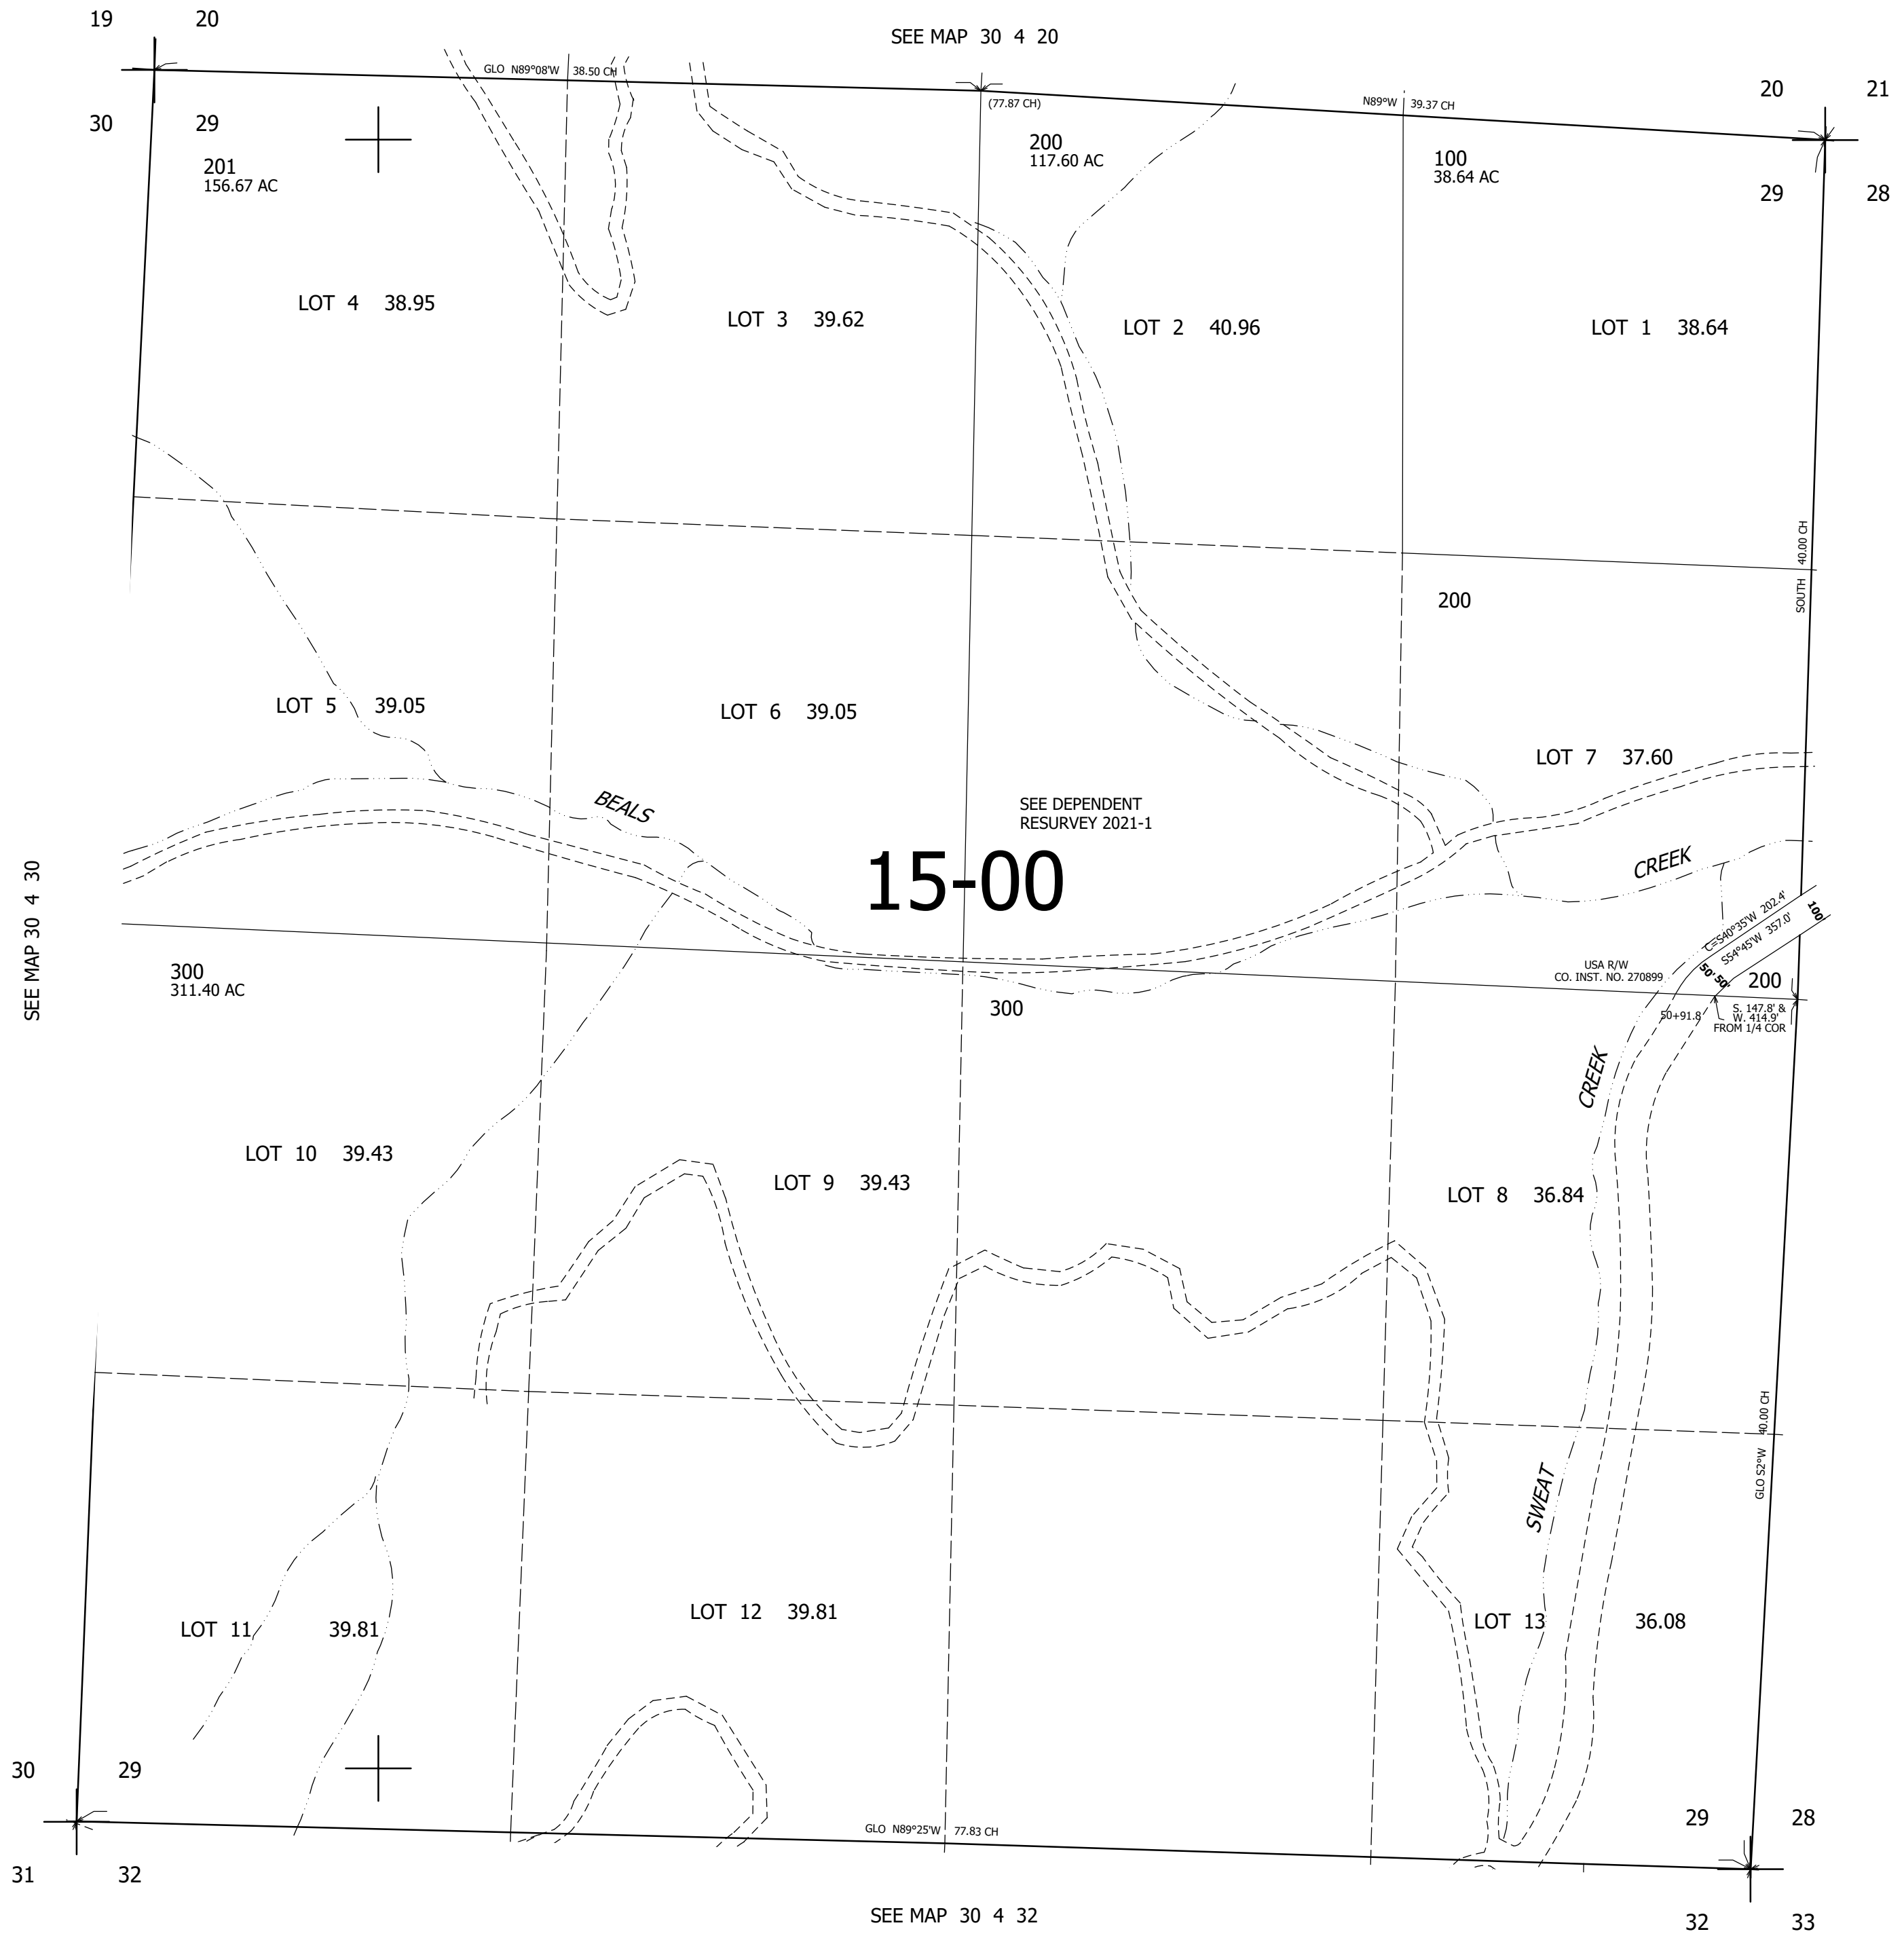 19 20
SEE MAP 30 4 20
GLO N89°08'W 38.50 CH
(77.87 CH)
N89°W 39.37 CH
20 21
30 29
29 28
201
156.67 AC
200
117.60 AC
100
38.64 AC
LOT 4 38.95
LOT 3 39.62
LOT 2 40.96
LOT 1 38.64
SOUTH 40.00 CH
200
LOT 5 39.05
LOT 6 39.05
LOT 7 37.60
BEALS
SEE DEPENDENT
RESURVEY 2021-1
15-00
CREEK
SEE MAP 30 4 30
C=S40°35'W 202.4'
S54°45'W 357.0'
100
50' 50'
USA R/W
CO. INST. NO. 270899
200
300
311.40 AC
300
50+91.8
S. 147.8' &
W. 414.9'
FROM 1/4 COR
CREEK
LOT 10 39.43
LOT 9 39.43
LOT 8 36.84
GLO S2°W 40.00 CH
SWEAT
LOT 11 39.81
LOT 12 39.81
LOT 13 36.08
30 29
29 28
GLO N89°25'W 77.83 CH
31 32
SEE MAP 30 4 32
32 33